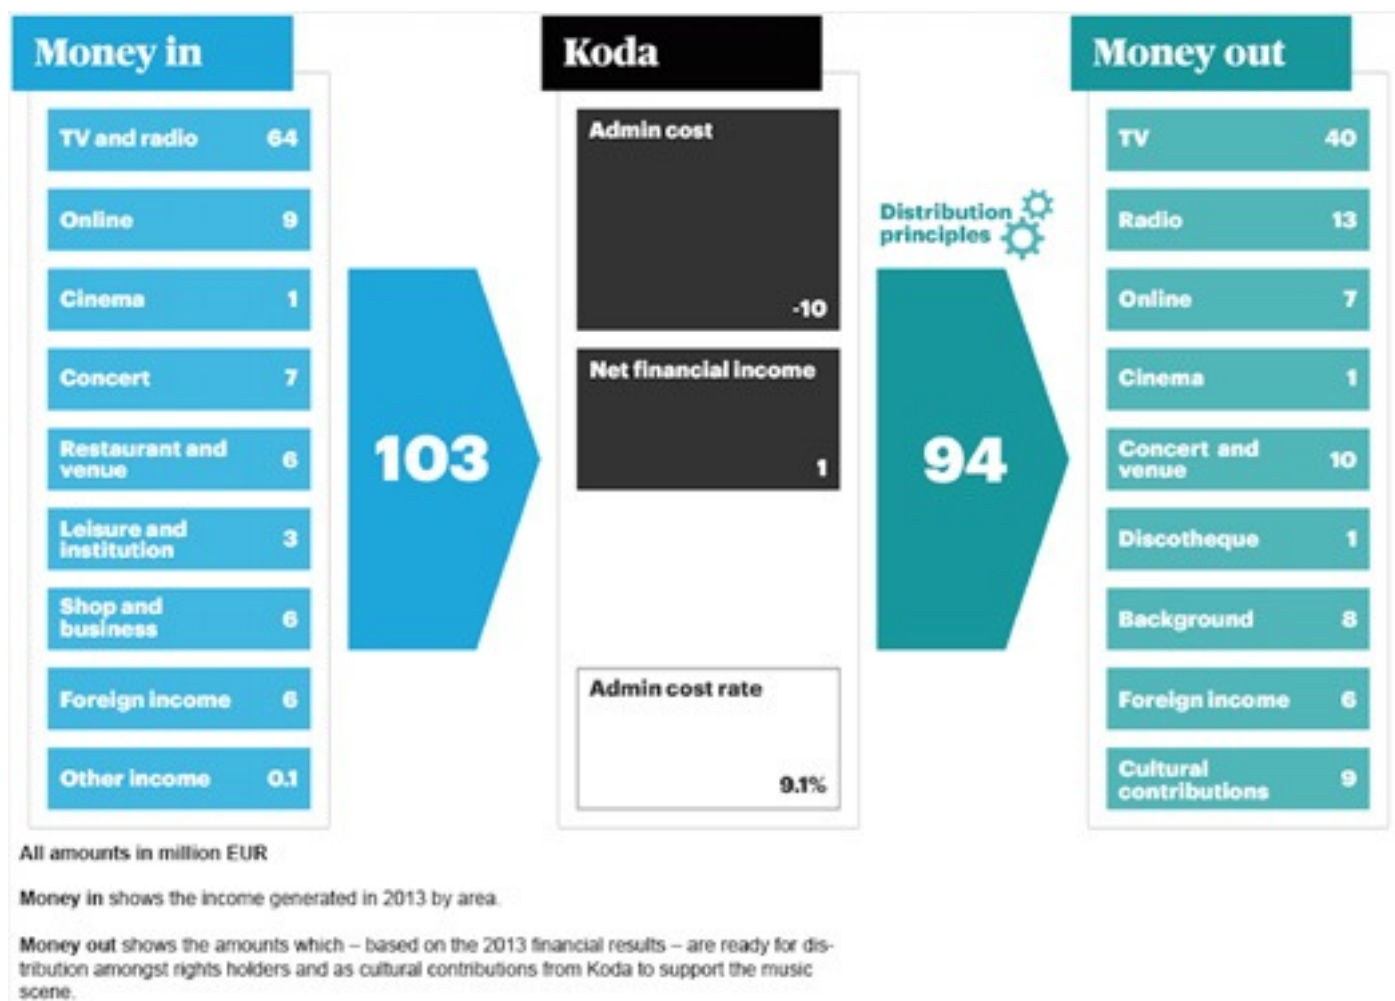 Money in
TV and radio 64
Online 9
Cinema 1
Concert 7
Restaurant and
venue 6
Leisure and
institution 3
Shop and
business 6
Foreign income 6
Other income 0.1
103
Koda
Admin cost
-10
Net financial income
1
Admin cost rate
9.1%
Distribution
principles
94
Money out
TV 40
Radio 13
Online 7
Cinema 1
Concert and
venue 10
Discotheque 1
Background 8
Foreign income 6
Cultural
contributions 9
All amounts in million EUR
Money in shows the income generated in 2013 by area.
Money out shows the amounts which – based on the 2013 financial results – are ready for dis-
tribution amongst rights holders and as cultural contributions from Koda to support the music
scene.